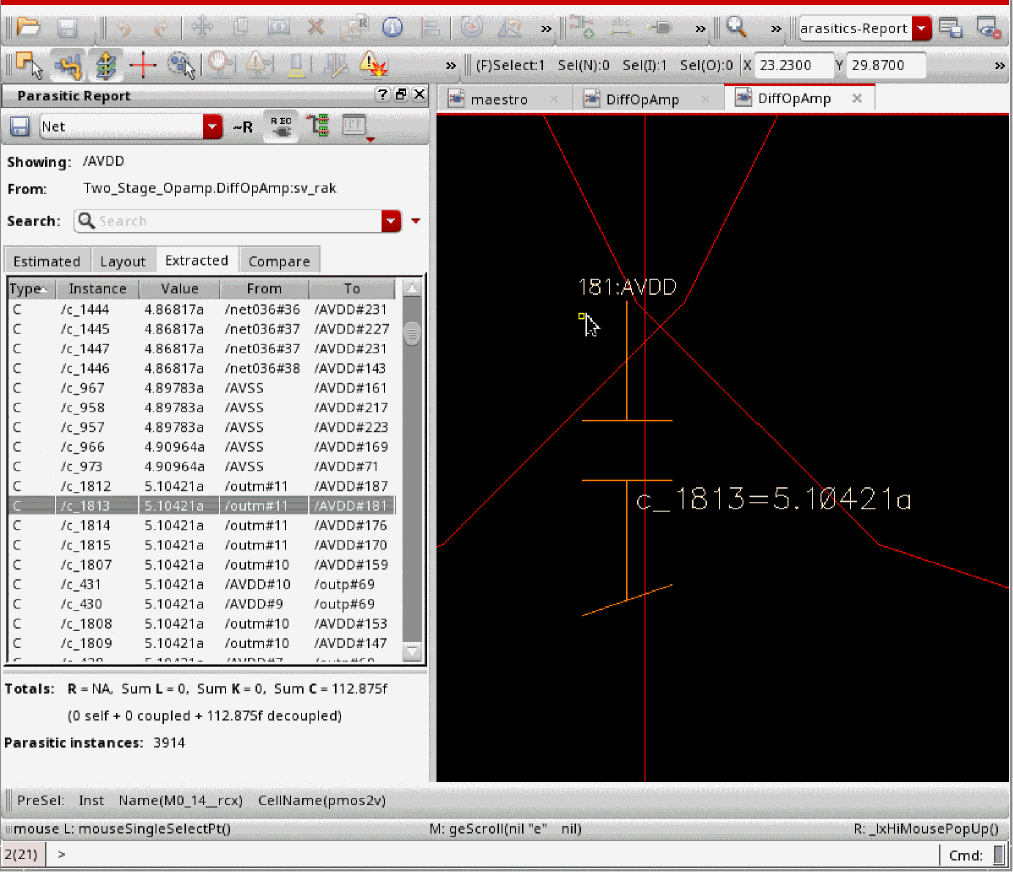 arasitics-Report
(F)Select:1 Sel(N):0 Sel(I):1 Sel(O):0 X 23.2300 Y 29.8700
Parasitic Report
maestro
DiffOpAmp
DiffOpAmp
Net
~R
R EC
Showing: /AVDD
From: Two_Stage_Opamp.DiffOpAmp:sv_rak
Search: Search
Estimated Layout Extracted Compare
Type Instance Value From To
C /c_1444 4.86817a /net036#36 /AVDD#231
C /c_1445 4.86817a /net036#37 /AVDD#227
C /c_1447 4.86817a /net036#37 /AVDD#231
C /c_1446 4.86817a /net036#38 /AVDD#143
C /c_967 4.89783a /AVSS /AVDD#161
C /c_958 4.89783a /AVSS /AVDD#217
C /c_957 4.89783a /AVSS /AVDD#223
C /c_966 4.90964a /AVSS /AVDD#169
C /c_973 4.90964a /AVSS /AVDD#71
C /c_1812 5.10421a /outm#11 /AVDD#187
C /c_1813 5.10421a /outm#11 /AVDD#181
C /c_1814 5.10421a /outm#11 /AVDD#176
C /c_1815 5.10421a /outm#11 /AVDD#170
C /c_1807 5.10421a /outm#10 /AVDD#159
C /c_431 5.10421a /AVDD#10 /outp#69
C /c_430 5.10421a /AVDD#9 /outp#69
C /c_1808 5.10421a /outm#10 /AVDD#153
C /c_1809 5.10421a /outm#10 /AVDD#147
181:AVDD
c_1813=5.10421a
Totals: R = NA, Sum L = 0, Sum K = 0, Sum C = 112.875f
(0 self + 0 coupled + 112.875f decoupled)
Parasitic instances: 3914
PreSel: Inst Name(M0_14__rcx) CellName(pmos2v)
mouse L: mouseSingleSelectPt() M: geScroll(nil "e" nil) R: _lxHiMousePopUp()
2(21) > Cmd: